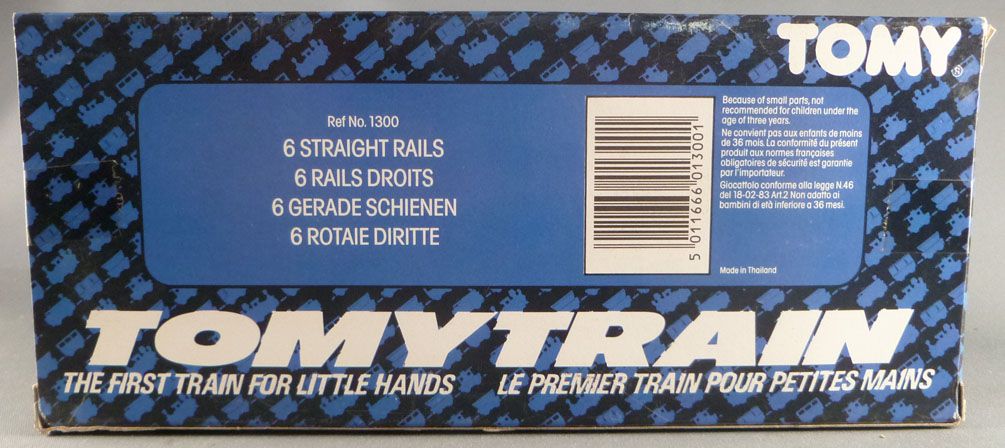 TOMY®
Ref No. 1300
6 STRAIGHT RAILS
6 RAILS DROITS
6 GERADE SCHIENEN
6 ROTAIE DIRITTE
5 011666 013001
Because of small parts, not
recommended for children under the
age of three years.
Ne convient pas aux enfants de moins
de 36 mois. La conformité du présent
produit aux normes françaises
obligatoires de sécurité est garantie
par l'importateur.
Giocattolo conforme alla legge N.46
del 18-02-83 Art.2 Non adatto ai
bambini di età inferiore a 36 mesi.
Made in Thailand
TOMYTRAIN
THE FIRST TRAIN FOR LITTLE HANDS
LE PREMIER TRAIN POUR PETITES MAINS